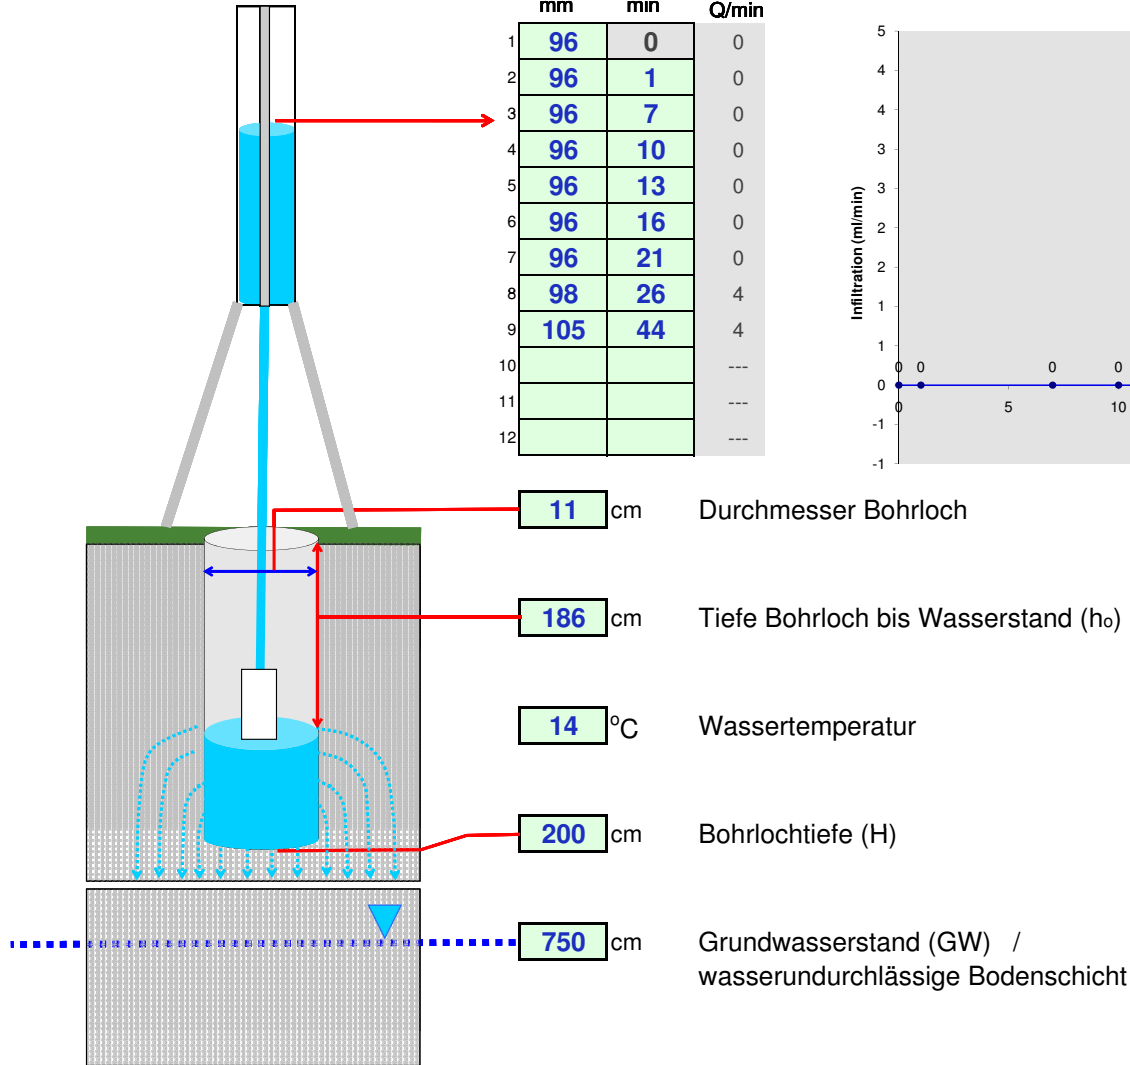 mm min Q/min
1 96 0 0
2 96 1 0
3 96 7 0
4 96 10 0
5 96 13 0
6 96 16 0
7 96 21 0
8 98 26 4
9 105 44 4
10 ---
11 ---
12 ---
Infiltration (ml/min)
5
4
4
3
3
2
2
1
1
0
-1
-1
0 0 0 0
0 5 10
11 cm Durchmesser Bohrloch
186 cm Tiefe Bohrloch bis Wasserstand (ho)
14 °C Wassertemperatur
200 cm Bohrlochtiefe (H)
750 cm Grundwasserstand (GW) /
wasserundurchlässige Bodenschicht